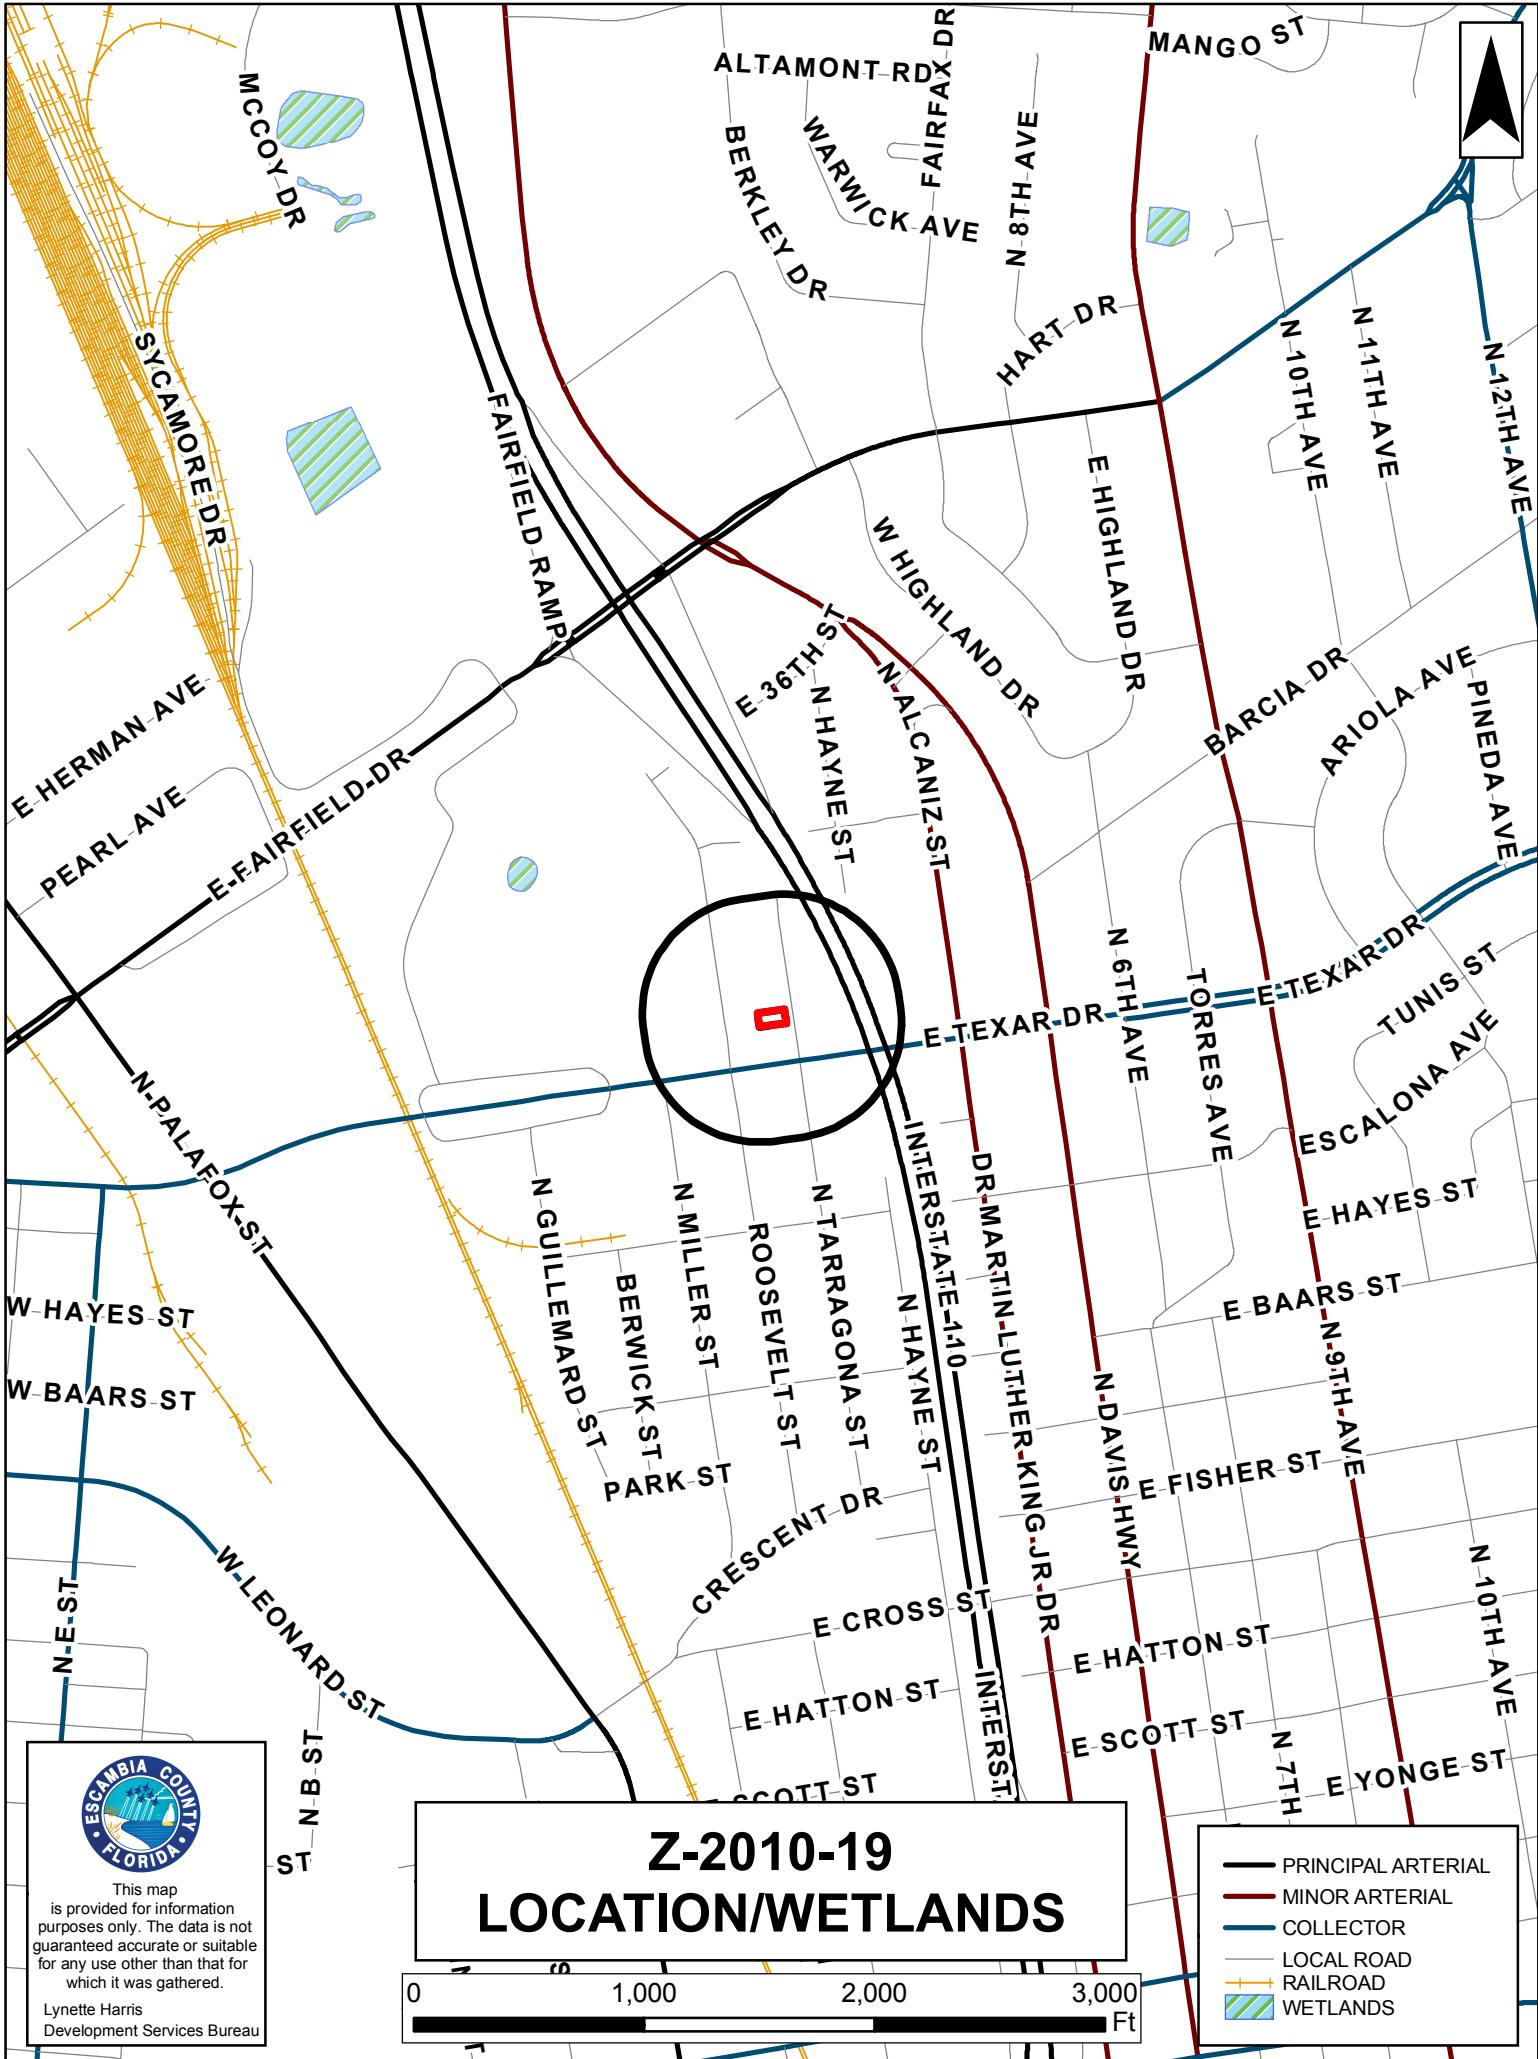 MANGO ST
ALTAMONT RD
FAIRFAX DR
MCCOY DR
BERKLEY DR
WARWICK AVE
N 8TH AVE
HART DR
SYCAMORE DR
FAIRFIELD RAMP
N 10TH AVE
N 11TH AVE
N 12TH AVE
E HIGHLAND DR
W HIGHLAND DR
E 36TH ST
N HAYNE ST
N ALCANIZ ST
BARCIA DR
ARIOLA AVE
PINEDA AVE
E HERMAN AVE
PEARL AVE
E FAIRFIELD DR
N 6TH AVE
TORRES AVE
E TEXAR DR
E TEXAR DR
TUNIS ST
ESCALONA AVE
N PALAFOX ST
INTERSTATE 110
DR MARTIN LUTHER KING JR DR
E HAYES ST
E BAARS ST
N GUILLEMARD ST
BERWICK ST
N MILLER ST
ROOSEVELT ST
N TARRAGONA ST
N HAYNE ST
W HAYES ST
W BAARS ST
N DAVIS HWY
N 9TH AVE
PARK ST
CRESCENT DR
E FISHER ST
N E ST
W LEONARD ST
E CROSS ST
E HATTON ST
E HATTON ST
N 10TH AVE
N B ST
INTERST
E SCOTT ST
SCOTT ST
N 7TH
E YONGE ST
ST
ESCAMBIA COUNTY
FLORIDA
This map
is provided for information
purposes only. The data is not
guaranteed accurate or suitable
for any use other than that for
which it was gathered.
Lynette Harris
Development Services Bureau
Z-2010-19
LOCATION/WETLANDS
0 1,000 2,000 3,000
Ft
PRINCIPAL ARTERIAL
MINOR ARTERIAL
COLLECTOR
LOCAL ROAD
RAILROAD
WETLANDS